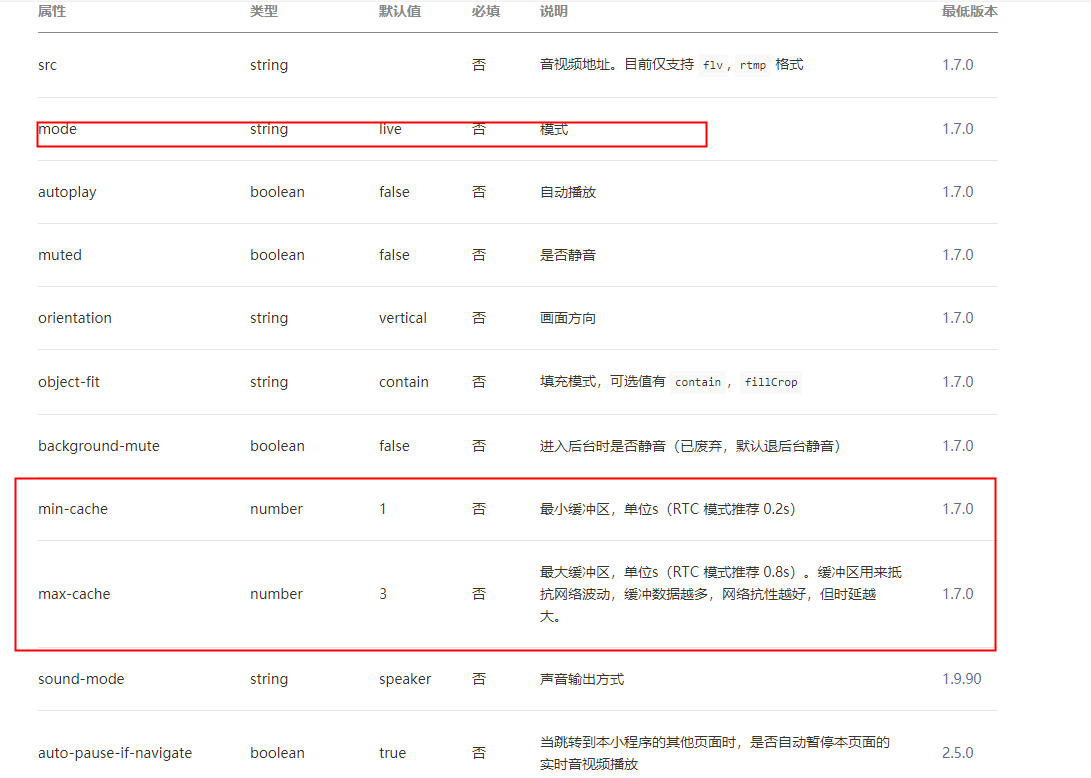 属性 类型 默认值 必填 说明 最低版本
src string 否 音视频地址。目前仅支持 flv, rtmp 格式 1.7.0
mode string live 否 模式 1.7.0
autoplay boolean false 否 自动播放 1.7.0
muted boolean false 否 是否静音 1.7.0
orientation string vertical 否 画面方向 1.7.0
object-fit string contain 否 填充模式，可选值有 contain， fillCrop 1.7.0
background-mute boolean false 否 进入后台时是否静音（已废弃，默认退后台静音） 1.7.0
min-cache number 1 否 最小缓冲区，单位s（RTC 模式推荐 0.2s） 1.7.0
最大缓冲区，单位s（RTC 模式推荐 0.8s）。缓冲区用来抵
max-cache number 3 否 抗网络波动，缓冲数据越多，网络抗性越好，但时延越 1.7.0
大。
sound-mode string speaker 否 声音输出方式 1.9.90
当跳转到本小程序的其他页面时，是否自动暂停本页面的
auto-pause-if-navigate boolean true 否 2.5.0
实时音视频播放